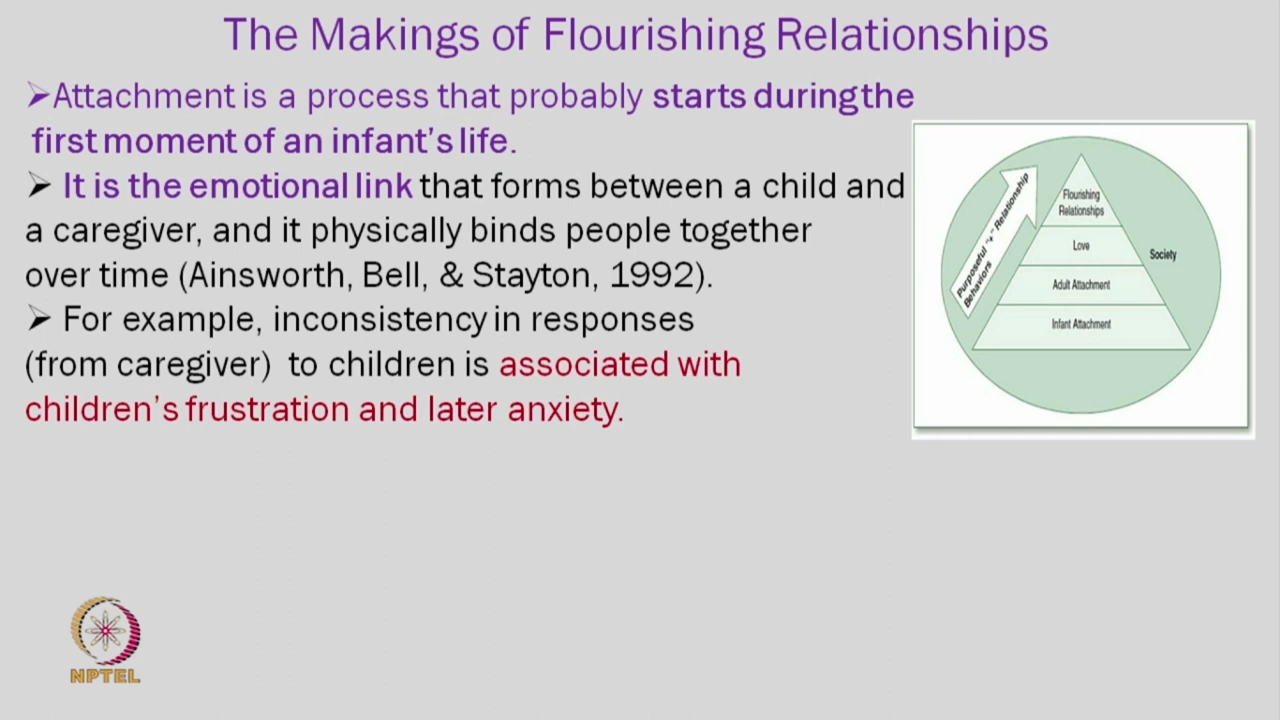 The Makings of Flourishing Relationships
➢Attachment is a process that probably starts during the
first moment of an infant's life.
➢ It is the emotional link that forms between a child and
a caregiver, and it physically binds people together
over time (Ainsworth, Bell, & Stayton, 1992).
➢ For example, inconsistency in responses
(from caregiver) to children is associated with
children's frustration and later anxiety.
Purposeful "+" Relationship
Behaviors
Flourishing
Relationships
Love
Adult Attachment
Infant Attachment
Society
NPTEL